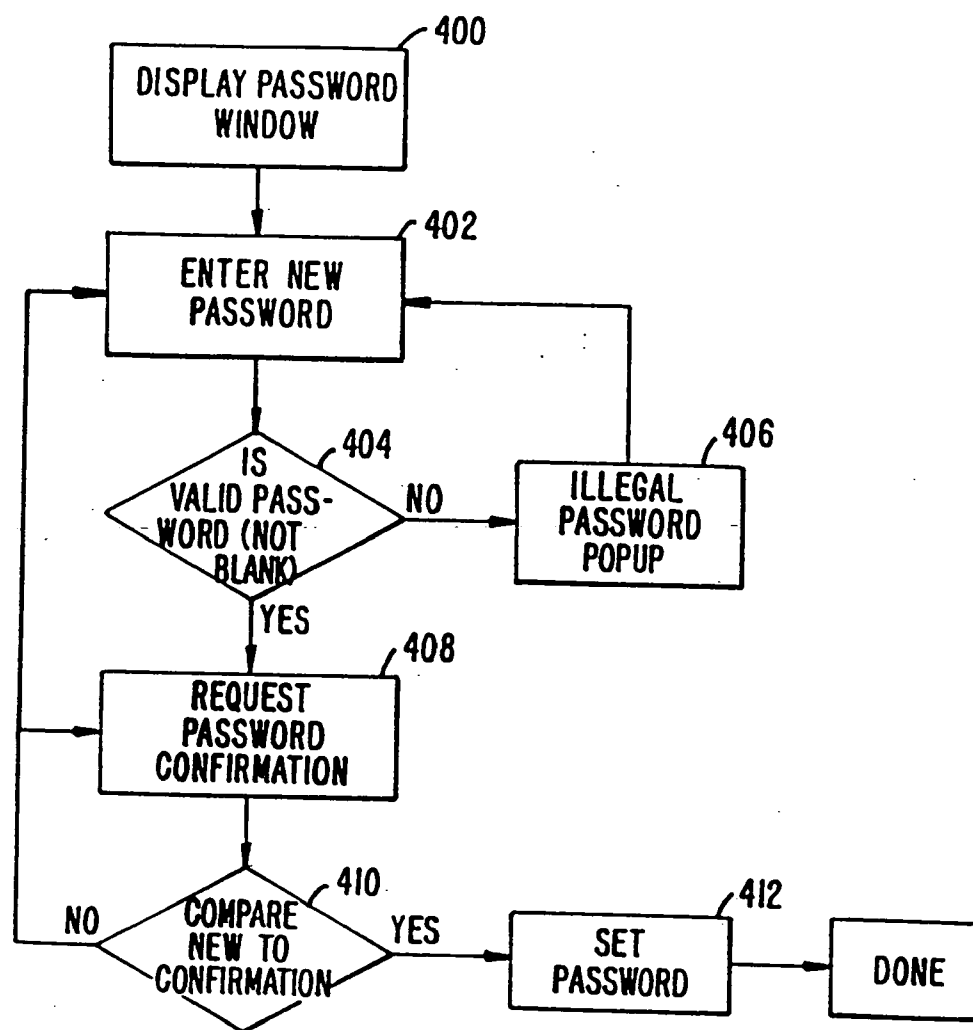 400
DISPLAY PASSWORD
WINDOW
402
ENTER NEW
PASSWORD
404
IS
VALID PASS-
WORD (NOT
BLANK)
NO
406
ILLEGAL
PASSWORD
POPUP
YES
408
REQUEST
PASSWORD
CONFIRMATION
410
NO
COMPARE
NEW TO
CONFIRMATION
YES
412
SET
PASSWORD
DONE